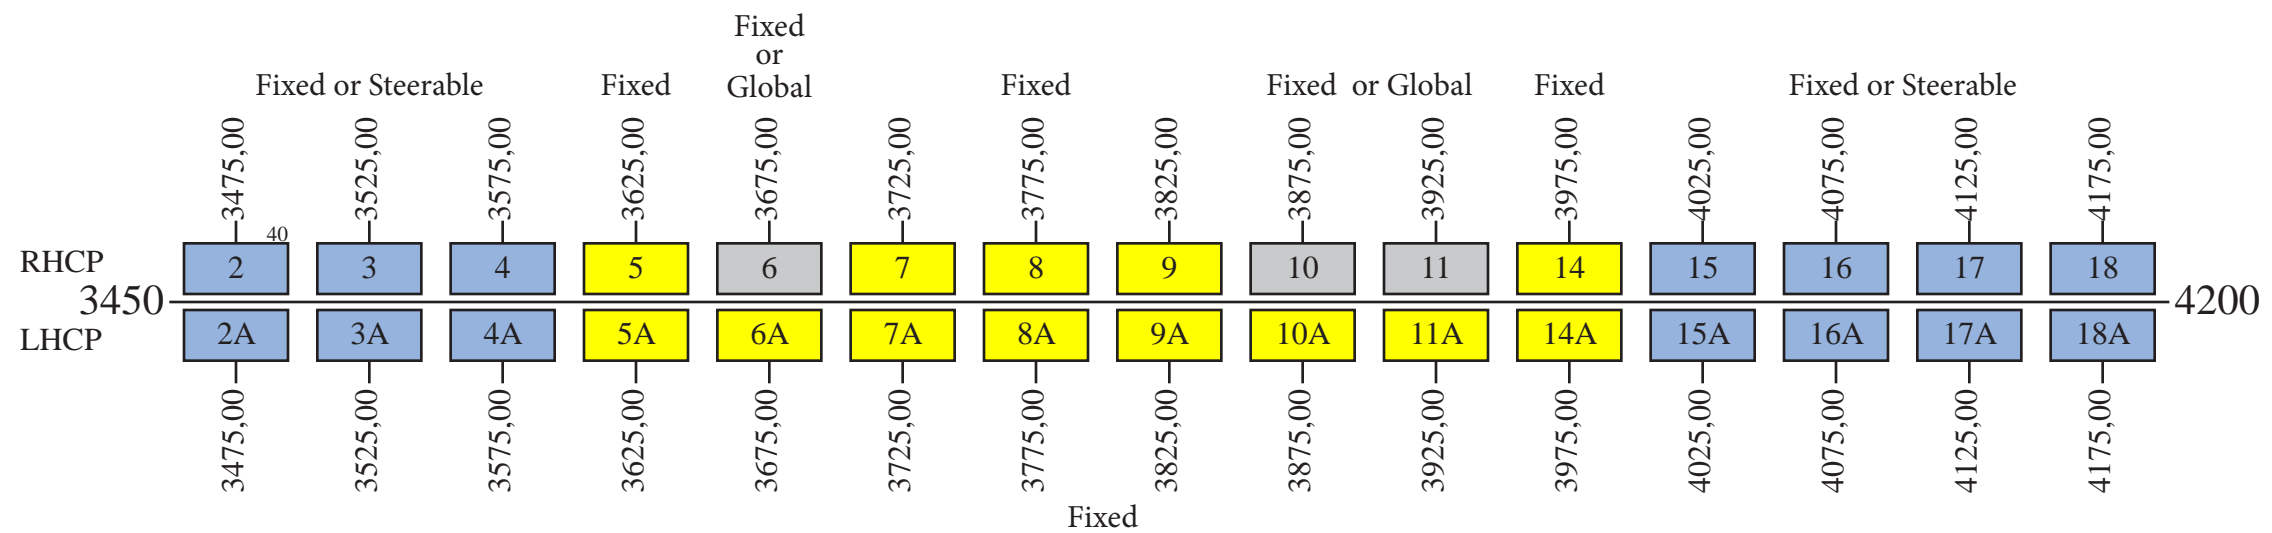 Fixed
or
Global
Fixed or Steerable
Fixed
Fixed
Fixed or Global
Fixed
Fixed or Steerable
3475,00 3525,00 3575,00 3625,00 3675,00 3725,00 3775,00 3825,00 3875,00 3925,00 3975,00 4025,00 4075,00 4125,00 4175,00
40
RHCP 2 3 4 5 6 7 8 9 10 11 14 15 16 17 18
3450 4200
LHCP 2A 3A 4A 5A 6A 7A 8A 9A 10A 11A 14A 15A 16A 17A 18A
3475,00 3525,00 3575,00 3625,00 3675,00 3725,00 3775,00 3825,00 3875,00 3925,00 3975,00 4025,00 4075,00 4125,00 4175,00
Fixed